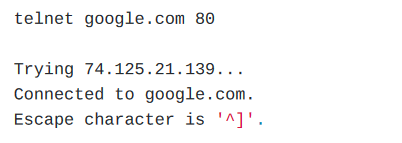 telnet google.com 80
Trying 74.125.21.139...
Connected to google.com.
Escape character is '^]'.